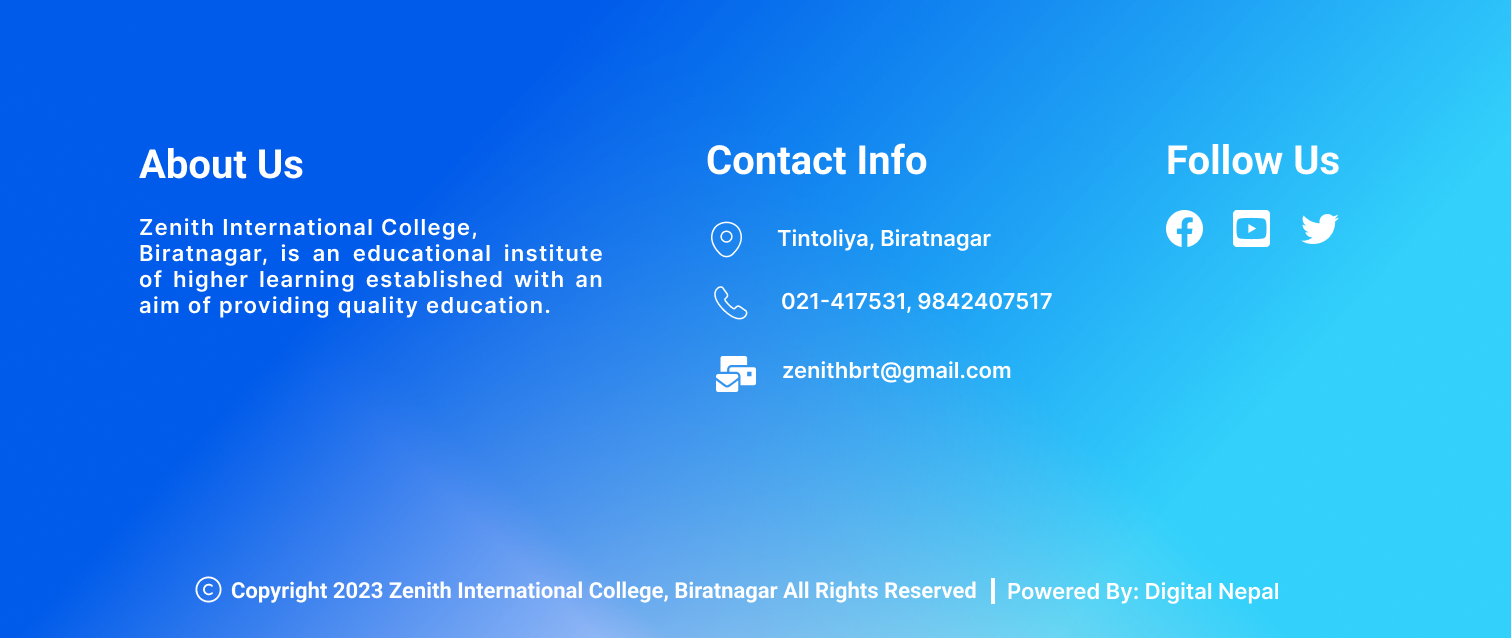 About Us
Zenith International College,
Biratnagar, is an educational institute
of higher learning established with an
aim of providing quality education.
Contact Info
Tintoliya, Biratnagar
021-417531, 9842407517
zenithbrt@gmail.com
Follow Us
© Copyright 2023 Zenith International College, Biratnagar All Rights Reserved | Powered By: Digital Nepal